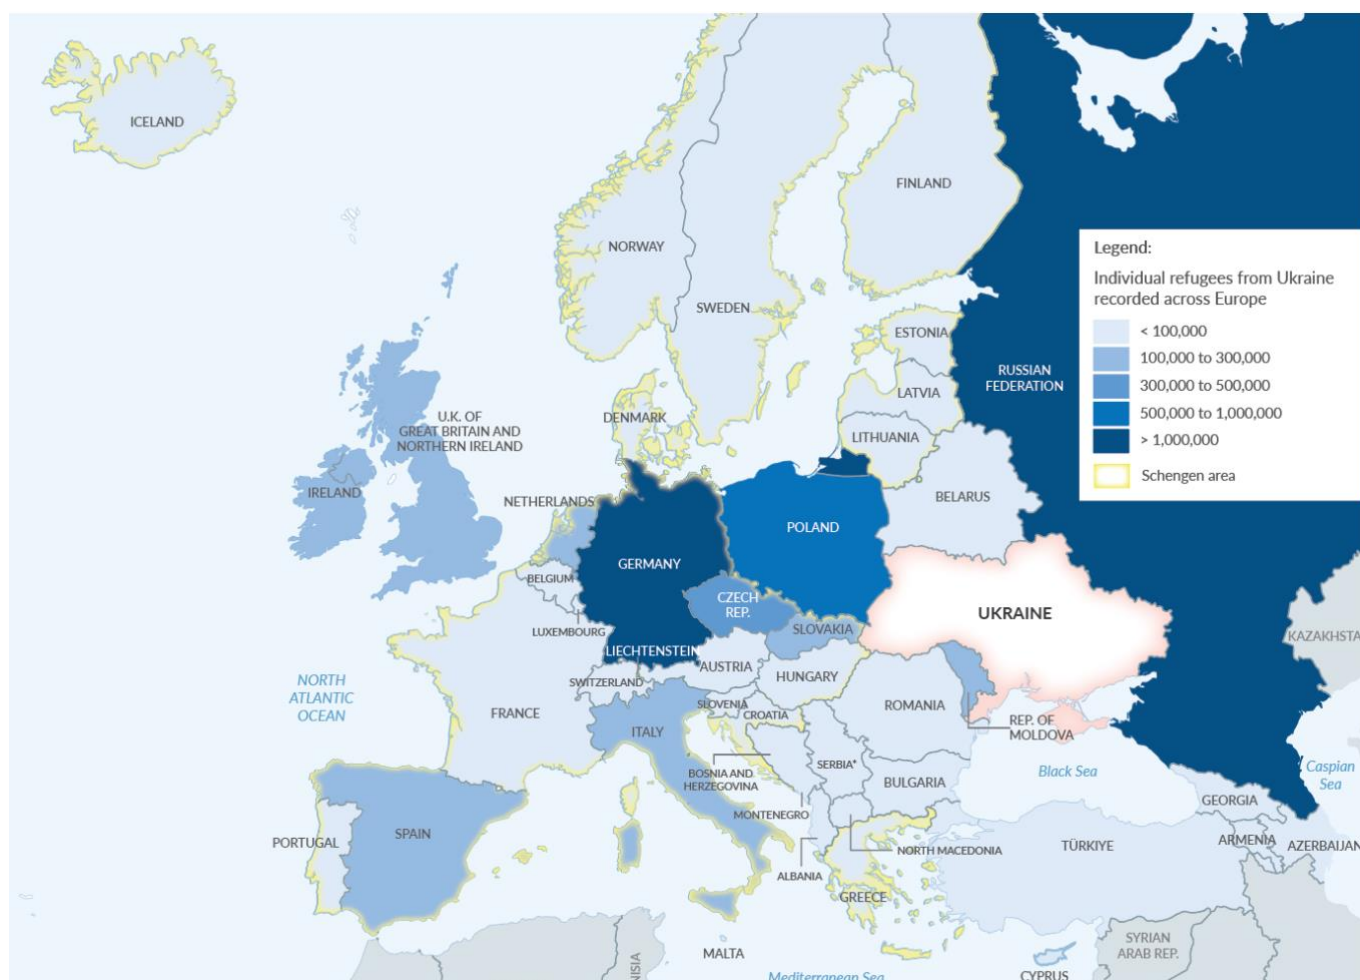 ICELAND
FINLAND
NORWAY
SWEDEN
ESTONIA
LATVIA
LITHUANIA
DENMARK
BELARUS
RUSSIAN
FEDERATION
Legend:
Individual refugees from Ukraine
recorded across Europe
< 100,000
100,000 to 300,000
300,000 to 500,000
500,000 to 1,000,000
> 1,000,000
Schengen area
U.K. OF
GREAT BRITAIN AND
NORTHERN IRELAND
IRELAND
NETHERLANDS
POLAND
GERMANY
BELGIUM
CZECH
REP.
UKRAINE
LUXEMBOURG
SLOVAKIA
KAZAKHSTA
LIECHTENSTEIN
AUSTRIA
HUNGARY
SWITZERLAND
NORTH
ATLANTIC
OCEAN
FRANCE
SLOVENIA
CROATIA
ROMANIA
ITALY
REP. OF
MOLDOVA
SERBIA*
BOSNIA AND
HERZEGOVINA
BULGARIA
Black Sea
Caspian
Sea
MONTENEGRO
GEORGIA
SPAIN
PORTUGAL
NORTH MACEDONIA
TÜRKIYE
ARMENIA
AZERBAIJAN
ALBANIA
GREECE
MALTA
SYRIAN
ARAB REP.
NISIA
Mediterranean Sea
CYPRUS